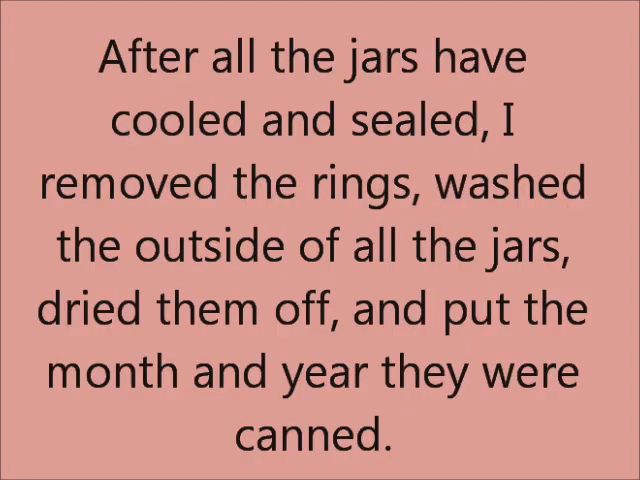 After all the jars have
cooled and sealed, I
removed the rings, washed
the outside of all the jars,
dried them off, and put the
month and year they were
canned.